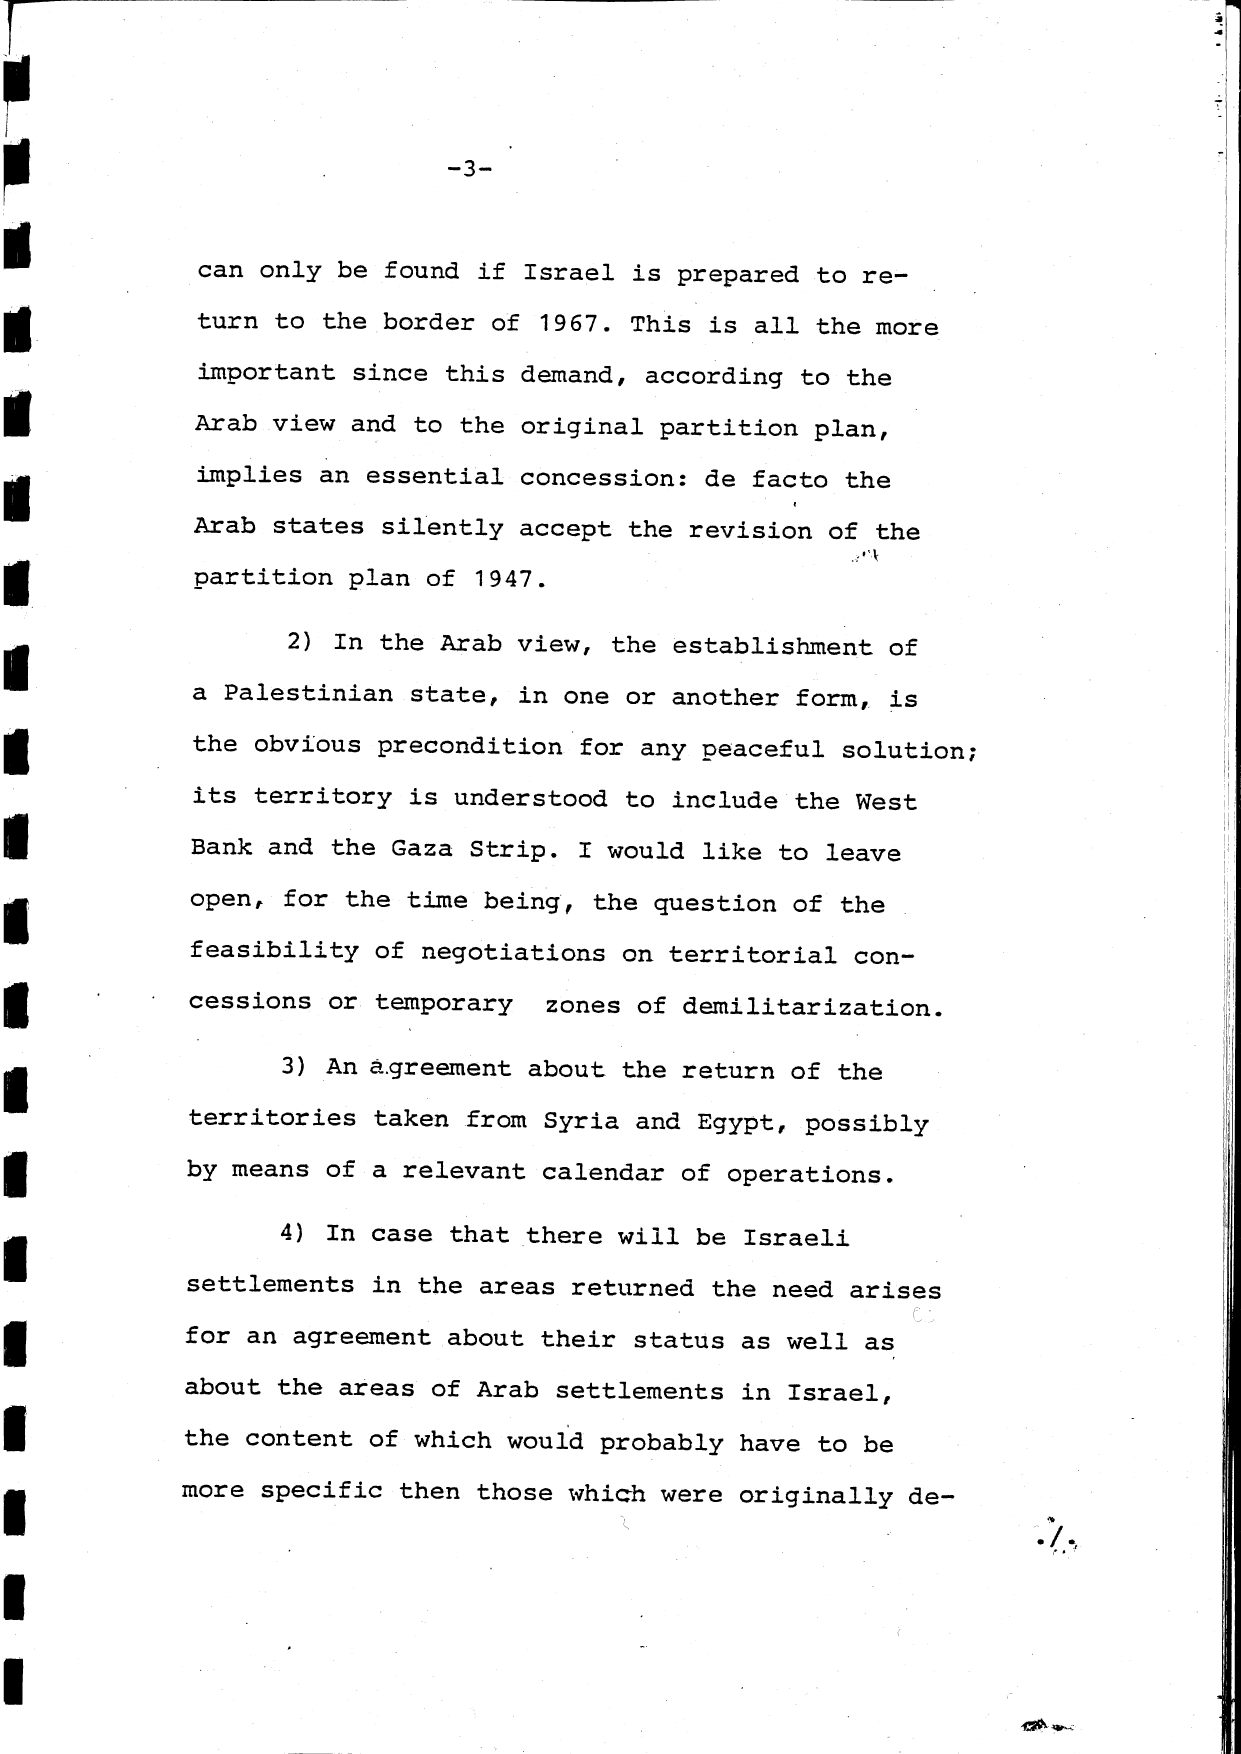 -3-
can only be found if Israel is prepared to re-
turn to the border of 1967. This is all the more
important since this demand, according to the
Arab view and to the original partition plan,
implies an essential concession: de facto the
Arab states silently accept the revision of the
partition plan of 1947.
2) In the Arab view, the establishment of
a Palestinian state, in one or another form, is
the obvious precondition for any peaceful solution;
its territory is understood to include the West
Bank and the Gaza Strip. I would like to leave
open, for the time being, the question of the
feasibility of negotiations on territorial con-
cessions or temporary zones of demilitarization.
3) An agreement about the return of the
territories taken from Syria and Egypt, possibly
by means of a relevant calendar of operations.
4) In case that there will be Israeli
settlements in the areas returned the need arises
for an agreement about their status as well as
about the areas of Arab settlements in Israel,
the content of which would probably have to be
more specific then those which were originally de-
./.